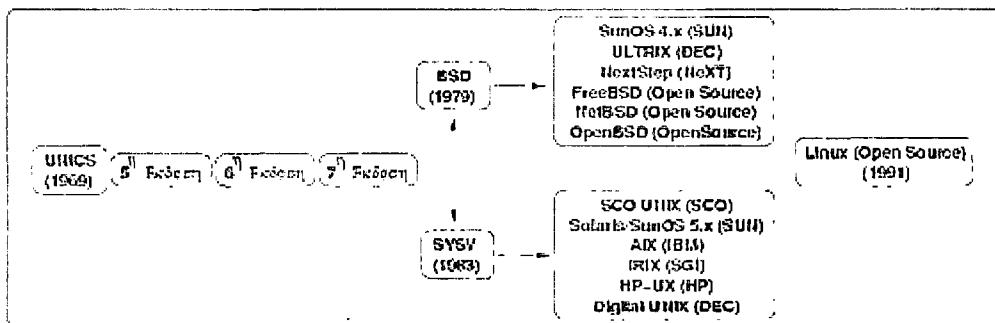 UNICS
(1969)
5η Έκδοση
6η Έκδοση
7η Έκδοση
BSD
(1979)
SYSV
(1983)
SunOS 4.x (SUN)
ULTRIX (DEC)
NextStep (NeXT)
FreeBSD (Open Source)
NetBSD (Open Source)
OpenBSD (OpenSource)
SCO UNIX (SCO)
Solaris/SunOS 5.x (SUN)
AIX (IBM)
IRIX (SGI)
HP-UX (HP)
Digital UNIX (DEC)
Linux (Open Source)
(1991)